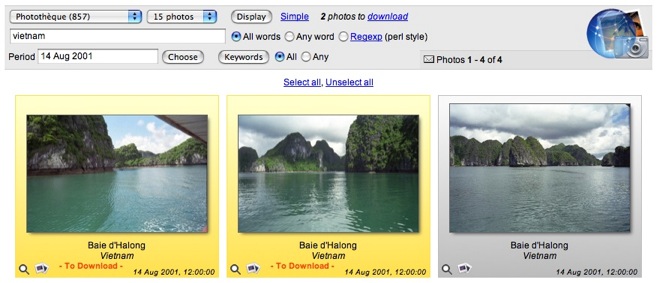 Photothèque (857) 15 photos Display Simple 2 photos to download
vietnam All words Any word Regexp (perl style)
Period 14 Aug 2001 Choose Keywords All Any Photos 1 - 4 of 4
Select all, Unselect all
Baie d'Halong
Vietnam
- To Download -
14 Aug 2001, 12:00:00
Baie d'Halong
Vietnam
- To Download -
14 Aug 2001, 12:00:00
Baie d'Halong
Vietnam
14 Aug 2001, 12:00:00